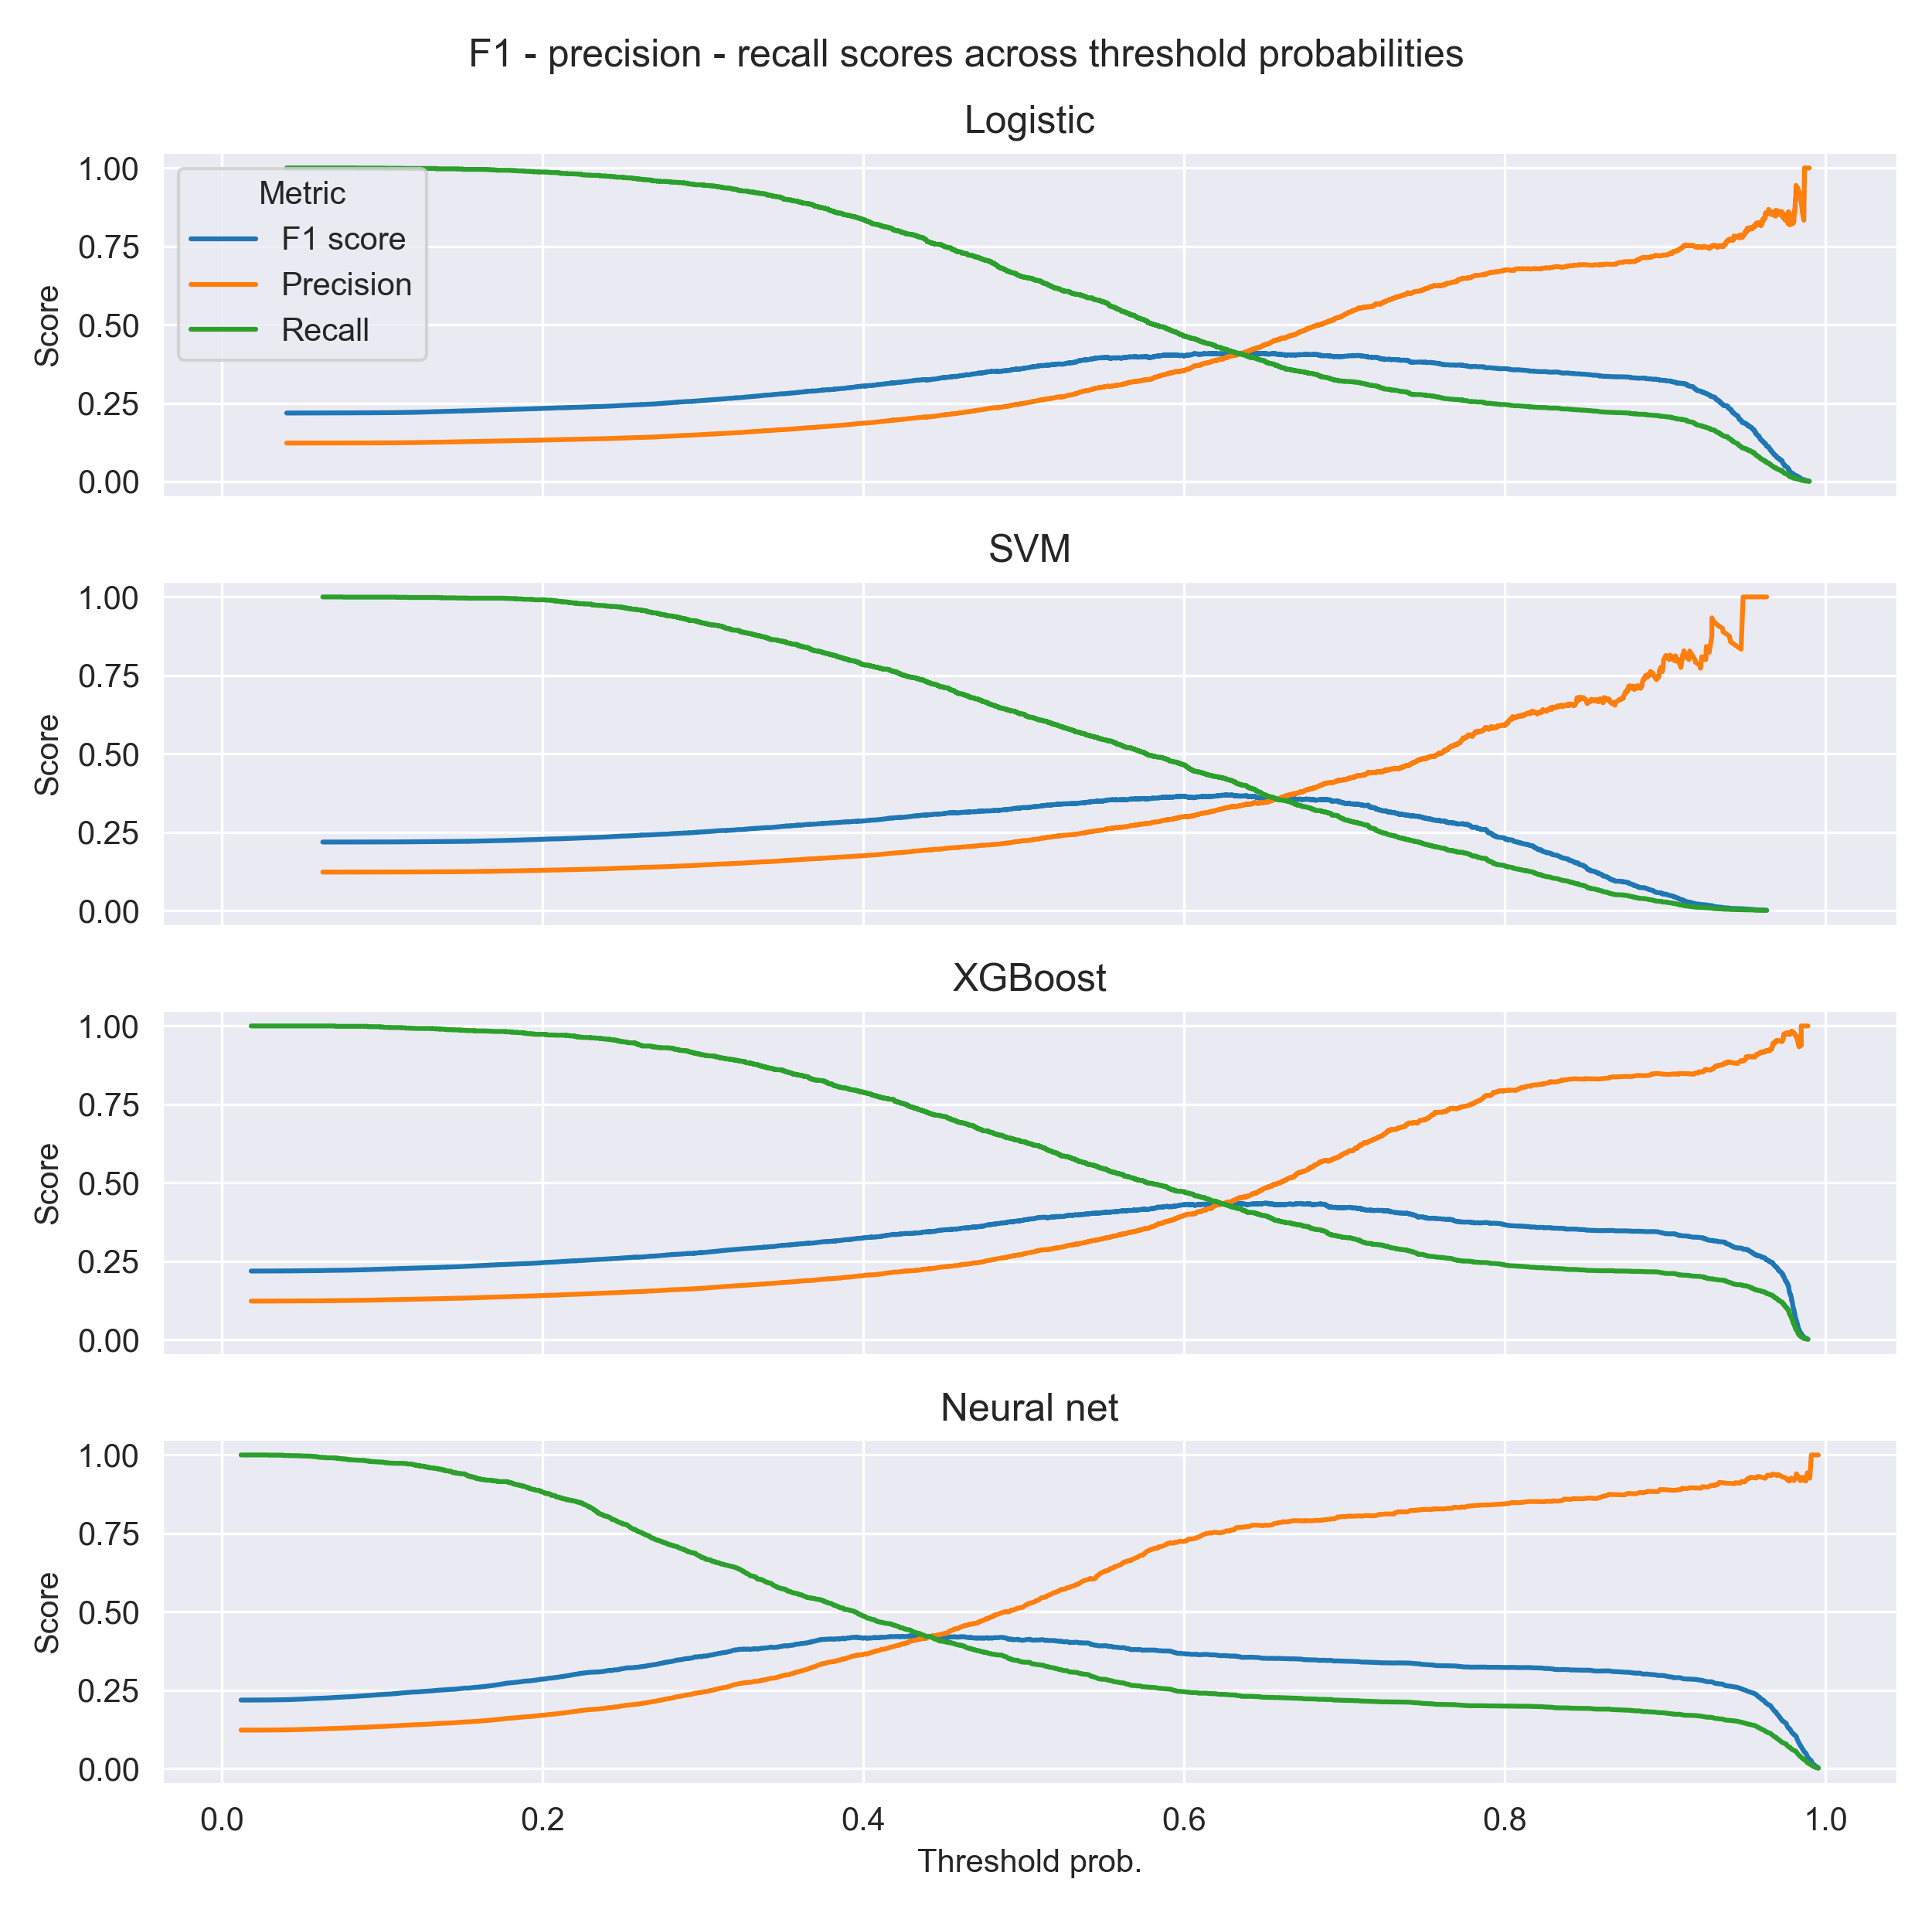 F1 - precision - recall scores across threshold probabilities
Logistic
1.00
0.75
0.50
0.25
0.00
Score
Metric
F1 score
Precision
Recall
SVM
1.00
0.75
0.50
0.25
0.00
Score
XGBoost
1.00
0.75
0.50
0.25
0.00
Score
Neural net
1.00
0.75
0.50
0.25
0.00
Score
0.0 0.2 0.4 0.6 0.8 1.0
Threshold prob.